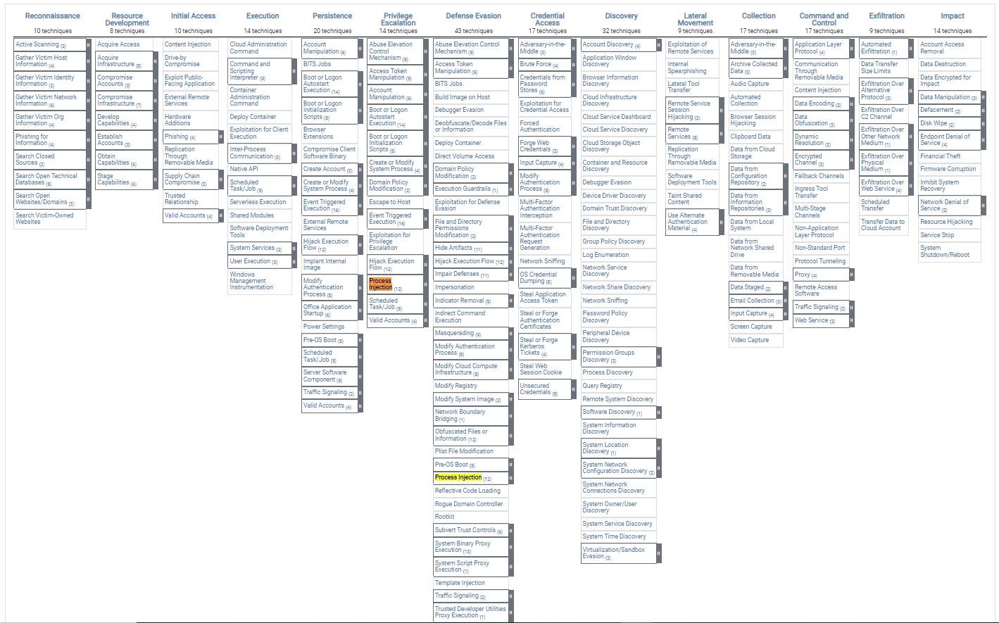 Reconnaissance
10 techniques
Active Scanning (3)
Gather Victim Host
Information (4)
Gather Victim Identity
Information (3)
Gather Victim Network
Information (6)
Gather Victim Org
Information (4)
Phishing for
Information (4)
Search Closed
Sources (2)
Search Open Technical
Databases (5)
Search Open
Websites/Domains (3)
Search Victim-Owned
Websites
Resource
Development
8 techniques
Acquire Access
Acquire
Infrastructure (8)
Compromise
Accounts (3)
Compromise
Infrastructure (7)
Develop
Capabilities (4)
Establish
Accounts (3)
Obtain
Capabilities (6)
Stage
Capabilities (6)
Initial Access
10 techniques
Content Injection
Drive-by
Compromise
Exploit Public-
Facing Application
External Remote
Services
Hardware
Additions
Phishing (4)
Replication
Through
Removable Media
Supply Chain
Compromise (3)
Trusted
Relationship
Valid Accounts (4)
Execution
14 techniques
Cloud Administration
Command
Command and
Scripting
Interpreter (9)
Container
Administration
Command
Deploy Container
Exploitation for Client
Execution
Inter-Process
Communication (3)
Native API
Scheduled
Task/Job (5)
Serverless Execution
Shared Modules
Software Deployment
Tools
System Services (2)
User Execution (3)
Windows
Management
Instrumentation
Persistence
20 techniques
Account
Manipulation (6)
BITS Jobs
Boot or Logon
Autostart
Execution (14)
Boot or Logon
Initialization
Scripts (5)
Browser
Extensions
Compromise Client
Software Binary
Create Account (3)
Create or Modify
System Process (4)
Event Triggered
Execution (16)
External Remote
Services
Hijack Execution
Flow (12)
Implant Internal
Image
Modify
Authentication
Process (8)
Office Application
Startup (6)
Power Settings
Pre-OS Boot (5)
Scheduled
Task/Job (5)
Server Software
Component (5)
Traffic Signaling (2)
Valid Accounts (4)
Privilege
Escalation
14 techniques
Abuse Elevation
Control
Mechanism (5)
Access Token
Manipulation (5)
Account
Manipulation (6)
Boot or Logon
Autostart
Execution (14)
Boot or Logon
Initialization
Scripts (5)
Create or Modify
System Process (4)
Domain Policy
Modification (2)
Escape to Host
Event Triggered
Execution (16)
Exploitation for
Privilege
Escalation
Hijack Execution
Flow (12)
Process
Injection (12)
Scheduled
Task/Job (5)
Valid Accounts (4)
Defense Evasion
43 techniques
Abuse Elevation Control
Mechanism (5)
Access Token
Manipulation (5)
BITS Jobs
Build Image on Host
Debugger Evasion
Deobfuscate/Decode Files
or Information
Deploy Container
Direct Volume Access
Domain Policy
Modification (2)
Execution Guardrails (1)
Exploitation for Defense
Evasion
File and Directory
Permissions
Modification (2)
Hide Artifacts (11)
Hijack Execution Flow (12)
Impair Defenses (11)
Impersonation
Indicator Removal (9)
Indirect Command
Execution
Masquerading (9)
Modify Authentication
Process (8)
Modify Cloud Compute
Infrastructure (5)
Modify Registry
Modify System Image (2)
Network Boundary
Bridging (1)
Obfuscated Files or
Information (12)
Plist File Modification
Pre-OS Boot (5)
Process Injection (12)
Reflective Code Loading
Rogue Domain Controller
Rootkit
Subvert Trust Controls (6)
System Binary Proxy
Execution (13)
System Script Proxy
Execution (1)
Template Injection
Traffic Signaling (2)
Trusted Developer Utilities
Proxy Execution (1)
Credential
Access
17 techniques
Adversary-in-the-
Middle (3)
Brute Force (4)
Credentials from
Password
Stores (6)
Exploitation for
Credential Access
Forced
Authentication
Forge Web
Credentials (2)
Input Capture (4)
Modify
Authentication
Process (8)
Multi-Factor
Authentication
Interception
Multi-Factor
Authentication
Request
Generation
Network Sniffing
OS Credential
Dumping (8)
Steal Application
Access Token
Steal or Forge
Authentication
Certificates
Steal or Forge
Kerberos
Tickets (4)
Steal Web
Session Cookie
Unsecured
Credentials (8)
Discovery
32 techniques
Account Discovery (4)
Application Window
Discovery
Browser Information
Discovery
Cloud Infrastructure
Discovery
Cloud Service Dashboard
Cloud Service Discovery
Cloud Storage Object
Discovery
Container and Resource
Discovery
Debugger Evasion
Device Driver Discovery
Domain Trust Discovery
File and Directory
Discovery
Group Policy Discovery
Log Enumeration
Network Service
Discovery
Network Share Discovery
Network Sniffing
Password Policy
Discovery
Peripheral Device
Discovery
Permission Groups
Discovery (3)
Process Discovery
Query Registry
Remote System Discovery
Software Discovery (1)
System Information
Discovery
System Location
Discovery (1)
System Network
Configuration Discovery (2)
System Network
Connections Discovery
System Owner/User
Discovery
System Service Discovery
System Time Discovery
Virtualization/Sandbox
Evasion (3)
Lateral
Movement
9 techniques
Exploitation of
Remote Services
Internal
Spearphishing
Lateral Tool
Transfer
Remote Service
Session
Hijacking (2)
Remote
Services (8)
Replication
Through
Removable Media
Software
Deployment Tools
Taint Shared
Content
Use Alternate
Authentication
Material (4)
Collection
17 techniques
Adversary-in-the-
Middle (3)
Archive Collected
Data (3)
Audio Capture
Automated
Collection
Browser Session
Hijacking
Clipboard Data
Data from Cloud
Storage
Data from
Configuration
Repository (2)
Data from
Information
Repositories (3)
Data from Local
System
Data from
Network Shared
Drive
Data from
Removable Media
Data Staged (2)
Email Collection (3)
Input Capture (4)
Screen Capture
Video Capture
Command and
Control
17 techniques
Application Layer
Protocol (4)
Communication
Through
Removable Media
Content Injection
Data Encoding (2)
Data
Obfuscation (3)
Dynamic
Resolution (3)
Encrypted
Channel (2)
Fallback Channels
Ingress Tool
Transfer
Multi-Stage
Channels
Non-Application
Layer Protocol
Non-Standard Port
Protocol Tunneling
Proxy (4)
Remote Access
Software
Traffic Signaling (2)
Web Service (3)
Exfiltration
9 techniques
Automated
Exfiltration (1)
Data Transfer
Size Limits
Exfiltration Over
Alternative
Protocol (3)
Exfiltration Over
C2 Channel
Exfiltration Over
Other Network
Medium (1)
Exfiltration Over
Physical
Medium (1)
Exfiltration Over
Web Service (4)
Scheduled
Transfer
Transfer Data to
Cloud Account
Impact
14 techniques
Account Access
Removal
Data Destruction
Data Encrypted for
Impact
Data Manipulation (3)
Defacement (2)
Disk Wipe (2)
Endpoint Denial of
Service (4)
Financial Theft
Firmware Corruption
Inhibit System
Recovery
Network Denial of
Service (2)
Resource Hijacking
Service Stop
System
Shutdown/Reboot